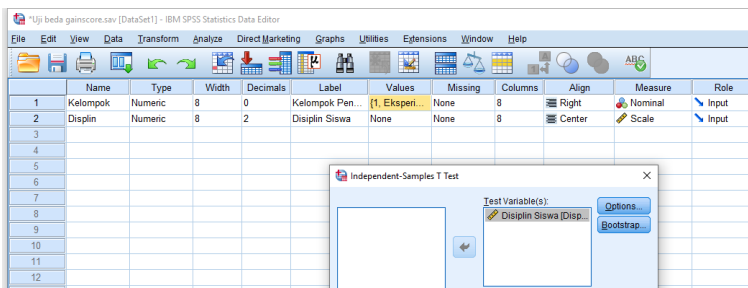 *Uji beda gainscore.sav [DataSet1] - IBM SPSS Statistics Data Editor
File Edit View Data Transform Analyze Direct Marketing Graphs Utilities Extensions Window Help
Name Type Width Decimals Label Values Missing Columns Align Measure Role
1 Kelompok Numeric 8 0 Kelompok Pen... {1, Eksperi... None 8 Right Nominal Input
2 Displin Numeric 8 2 Disiplin Siswa None None 8 Center Scale Input
3
4
5
6
7
8
9
10
11
12
Independent-Samples T Test
Test Variable(s):
Disiplin Siswa [Disp...
Options...
Bootstrap...